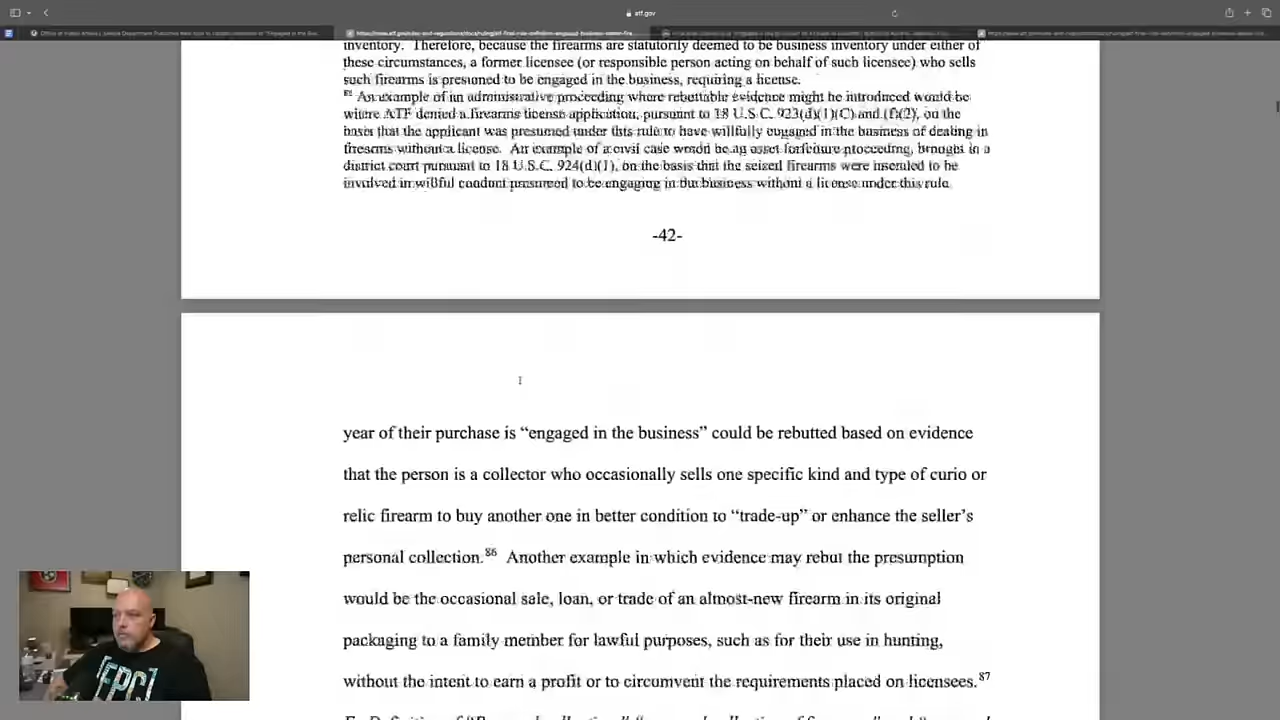 atf.gov
inventory. Therefore, because the firearms are statutorily deemed to be business inventory under either of
these circumstances, a former licensee (or responsible person acting on behalf of such licensee) who sells
such firearms is presumed to be engaged in the business, requiring a license.
An example of an administrative proceeding where rebuttable evidence might be introduced would be
where ATF denied a firearms license application, pursuant to 18 U.S.C. 923(d)(1)(C) and (f)(2), on the
basis that the applicant was presumed under this rule to have willfully engaged in the business of dealing in
firearms without a license. An example of a civil case would be an asset forfeiture proceeding, brought in a
district court pursuant to 18 U.S.C. 924(d)(1), on the basis that the seized firearms were intended to be
involved in willful conduct presumed to be engaging in the business without a license under this rule
-42-
year of their purchase is “engaged in the business” could be rebutted based on evidence
that the person is a collector who occasionally sells one specific kind and type of curio or
relic firearm to buy another one in better condition to “trade-up” or enhance the seller’s
personal collection.86 Another example in which evidence may rebut the presumption
would be the occasional sale, loan, or trade of an almost-new firearm in its original
packaging to a family member for lawful purposes, such as for their use in hunting,
without the intent to earn a profit or to circumvent the requirements placed on licensees.87
[FPC]